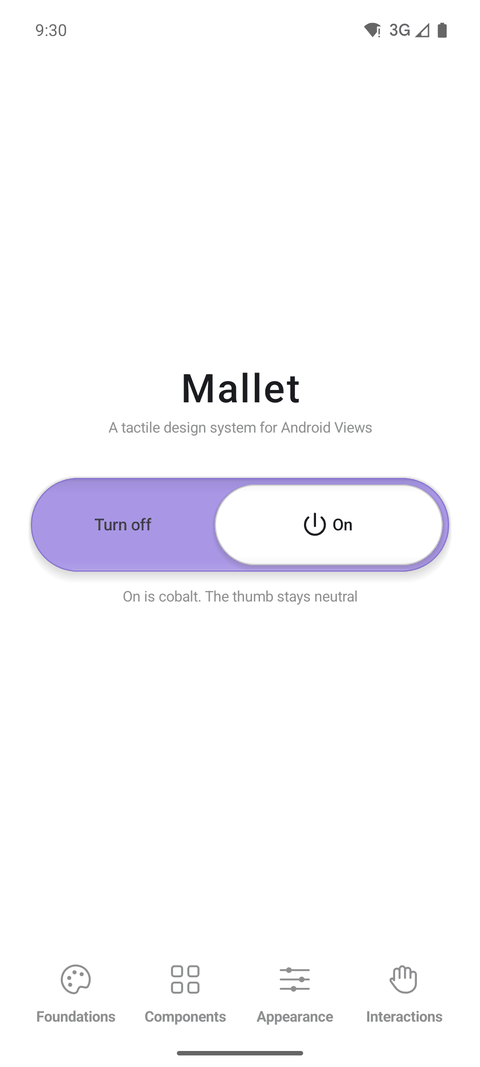 9:30
3G
Mallet
A tactile design system for Android Views
Turn off
On
On is cobalt. The thumb stays neutral
Foundations
Components
Appearance
Interactions